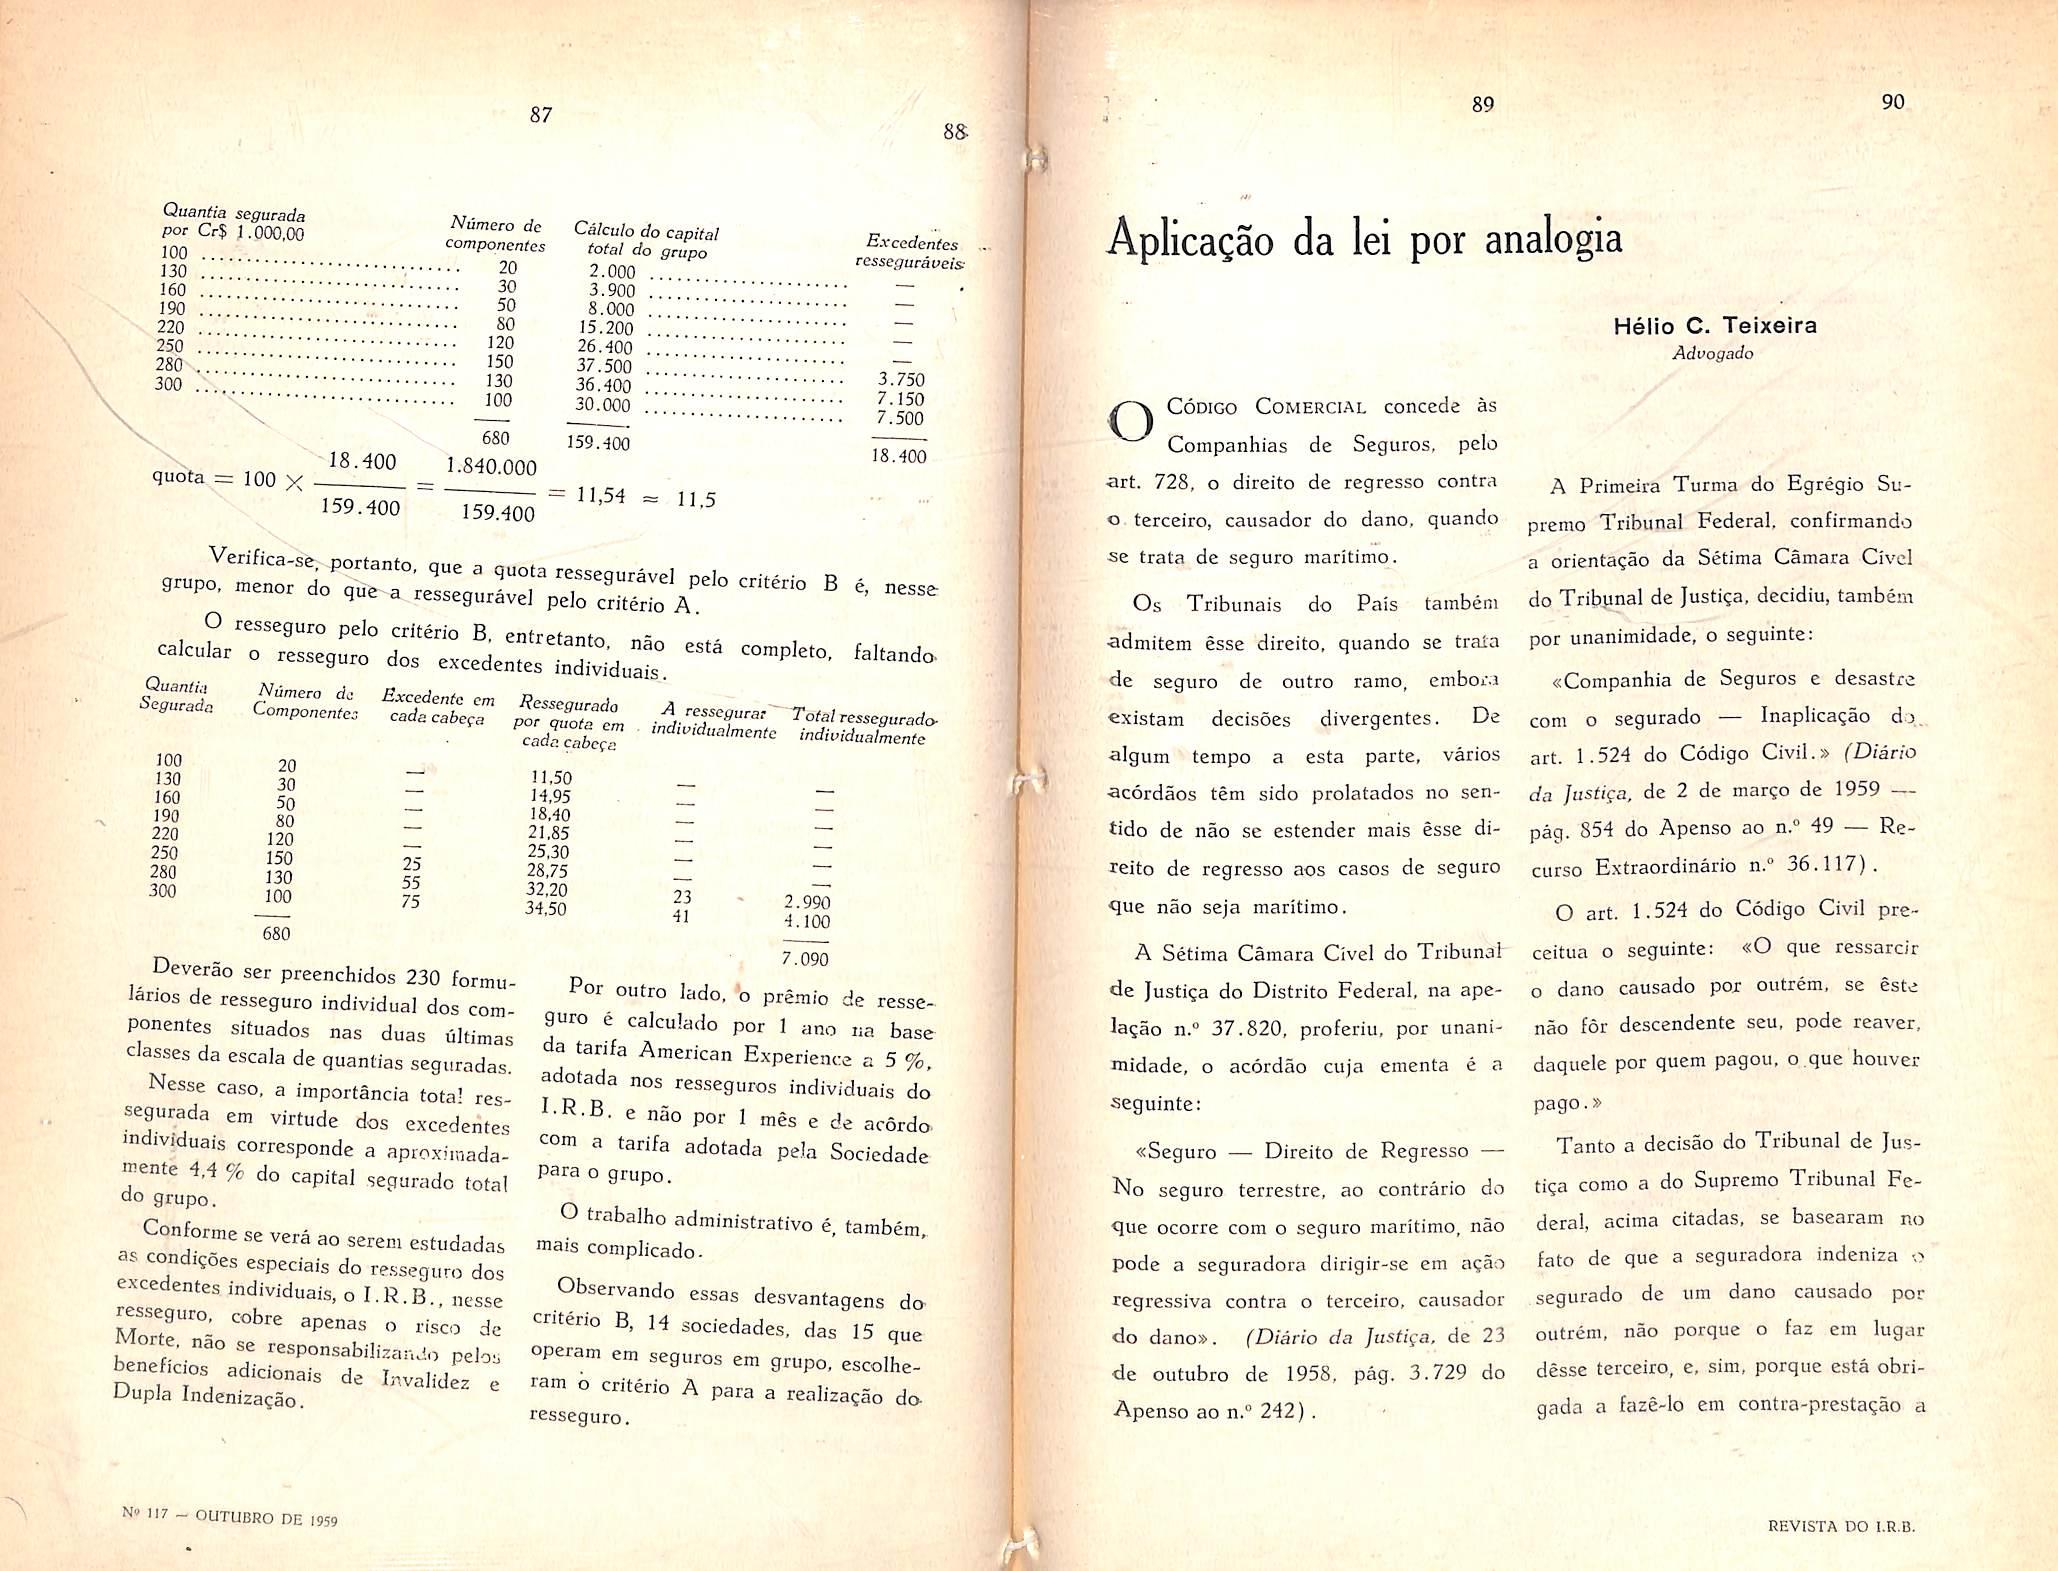 87
88
Quantia segurada por Cr$ 1.000,00 Número de componentes Cálculo do capital total do grupo Excedentes resseguráveis
100 ............................ 20 2.000 ...................... —
130 ............................ 30 3.900 ...................... —
160 ............................ 50 8.000 ...................... —
190 ............................ 80 15.200 ...................... —
220 ............................ 120 26.400 ...................... —
250 ............................ 150 37.500 ...................... 3.750
280 ............................ 130 36.400 ...................... 7.150
300 ............................ 100 30.000 ...................... 7.500
680 159.400 18.400
quota = 100 × 18.400 / 159.400 = 1.840.000 / 159.400 = 11,54 ≈ 11,5
Verifica-se, portanto, que a quota ressegurável pelo critério B é, nesse
grupo, menor do que a ressegurável pelo critério A.
O resseguro pelo critério B, entretanto, não está completo, faltando
calcular o resseguro dos excedentes individuais.
Quantia Segurada Número de Componentes Excedente em cada cabeça Ressegurado por quota em cada cabeça A ressegurar individualmente Total ressegurado individualmente
100 20 — 11,50 — —
130 30 — 14,95 — —
160 50 — 18,40 — —
190 80 — 21,85 — —
220 120 — 25,30 — —
250 150 25 28,75 — —
280 130 55 32,20 23 2.990
300 100 75 34,50 41 4.100
680 7.090
Deverão ser preenchidos 230 formu-
lários de resseguro individual dos com-
ponentes situados nas duas últimas
classes da escala de quantias seguradas.
Nesse caso, a importância total res-
segurada em virtude dos excedentes
individuais corresponde a aproximada-
mente 4,4 % do capital segurado total
do grupo.
Conforme se verá ao serem estudadas
as condições especiais do resseguro dos
excedentes individuais, o I.R.B., nesse
resseguro, cobre apenas o risco de
Morte, não se responsabilizando pelos
benefícios adicionais de Invalidez e
Dupla Indenização.
Por outro lado, o prêmio de resse-
guro é calculado por 1 ano na base
da tarifa American Experience a 5 %,
adotada nos resseguros individuais do
I.R.B. e não por 1 mês e de acôrdo
com a tarifa adotada pela Sociedade
para o grupo.
O trabalho administrativo é, também,
mais complicado.
Observando essas desvantagens do
critério B, 14 sociedades, das 15 que
operam em seguros em grupo, escolhe-
ram o critério A para a realização do
resseguro.
Nº 117 — OUTUBRO DE 1959
89
90
Aplicação da lei por analogia
Hélio C. Teixeira
Advogado
O CÓDIGO COMERCIAL concede às
Companhias de Seguros, pelo
art. 728, o direito de regresso contra
o terceiro, causador do dano, quando
se trata de seguro marítimo.
Os Tribunais do País também
admitem êsse direito, quando se trata
de seguro de outro ramo, embora
existam decisões divergentes. De
algum tempo a esta parte, vários
acórdãos têm sido prolatados no sen-
tido de não se estender mais êsse di-
reito de regresso aos casos de seguro
que não seja marítimo.
A Sétima Câmara Cível do Tribunal
de Justiça do Distrito Federal, na ape-
lação n.º 37.820, proferiu, por unani-
midade, o acórdão cuja ementa é a
seguinte:
«Seguro — Direito de Regresso —
No seguro terrestre, ao contrário do
que ocorre com o seguro marítimo, não
pode a seguradora dirigir-se em ação
regressiva contra o terceiro, causador
do dano». (Diário da Justiça, de 23
de outubro de 1958, pág. 3.729 do
Apenso ao n.º 242).
A Primeira Turma do Egrégio Su-
premo Tribunal Federal, confirmando
a orientação da Sétima Câmara Cível
do Tribunal de Justiça, decidiu, também
por unanimidade, o seguinte:
«Companhia de Seguros e desastre
com o segurado — Inaplicação do
art. 1.524 do Código Civil.» (Diário
da Justiça, de 2 de março de 1959 —
pág. 854 do Apenso ao n.º 49 — Re-
curso Extraordinário n.º 36.117).
O art. 1.524 do Código Civil pre-
ceitua o seguinte: «O que ressarcir
o dano causado por outrém, se êste
não fôr descendente seu, pode reaver,
daquele por quem pagou, o que houver
pago.»
Tanto a decisão do Tribunal de Jus-
tiça como a do Supremo Tribunal Fe-
deral, acima citadas, se basearam no
fato de que a seguradora indeniza o
segurado de um dano causado por
outrém, não porque o faz em lugar
dêsse terceiro, e, sim, porque está obri-
gada a fazê-lo em contra-prestação a
REVISTA DO I.R.B.